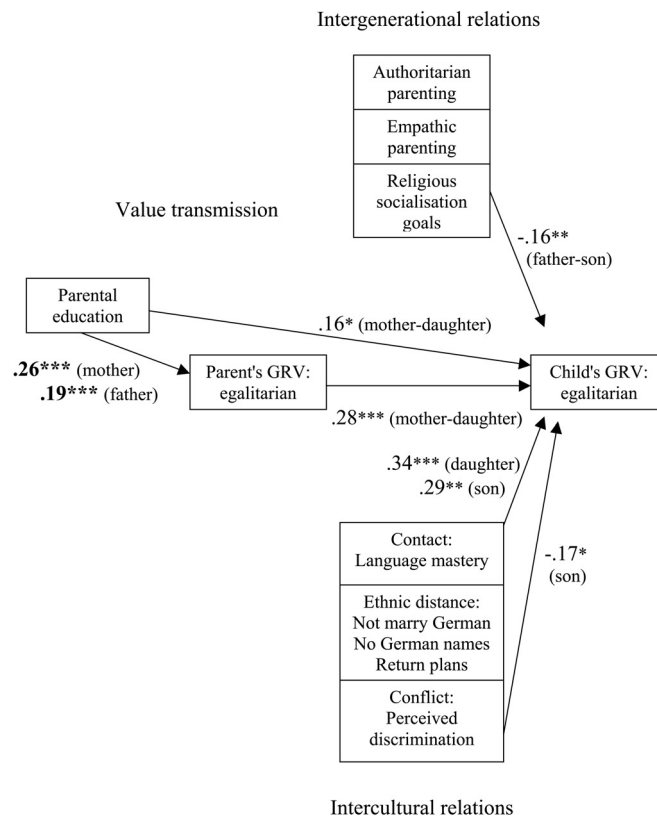 Intergenerational relations
Authoritarian
parenting
Empathic
parenting
Religious
socialisation
goals
Value transmission
-.16**
(father-son)
Parental
education
.16* (mother-daughter)
.26*** (mother)
.19*** (father)
Parent's GRV:
egalitarian
Child's GRV:
egalitarian
.28*** (mother-daughter)
.34*** (daughter)
.29** (son)
Contact:
Language mastery
-.17*
(son)
Ethnic distance:
Not marry German
No German names
Return plans
Conflict:
Perceived
discrimination
Intercultural relations